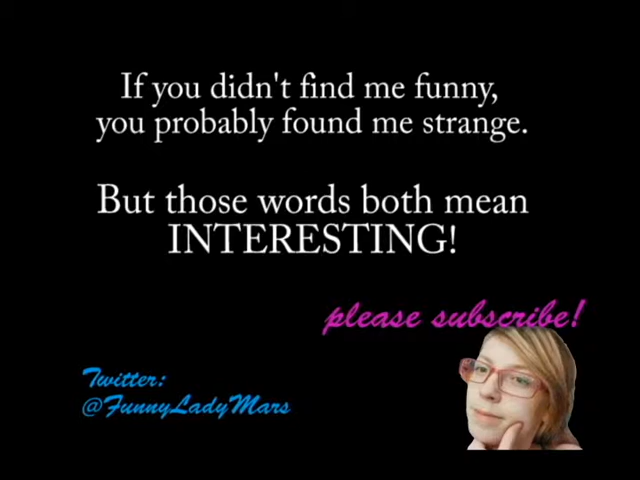 If you didn't find me funny,
you probably found me strange.
But those words both mean
INTERESTING!
please subscribe!
Twitter:
@FunnyLadyMars